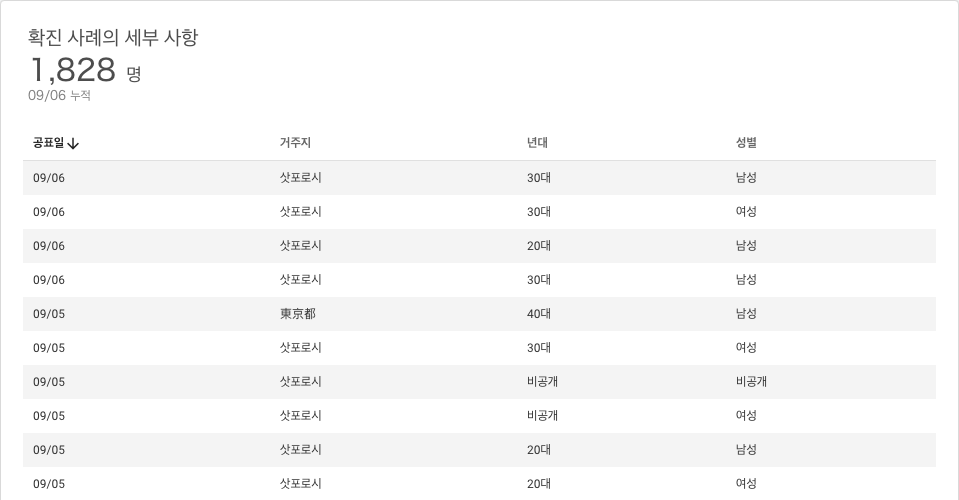 확진 사례의 세부 사항
1,828 명
09/06 누적
공표일↓ 거주지 년대 성별
09/06 삿포로시 30대 남성
09/06 삿포로시 30대 여성
09/06 삿포로시 20대 남성
09/06 삿포로시 30대 남성
09/05 東京都 40대 남성
09/05 삿포로시 30대 여성
09/05 삿포로시 비공개 비공개
09/05 삿포로시 비공개 여성
09/05 삿포로시 20대 남성
09/05 삿포로시 20대 여성